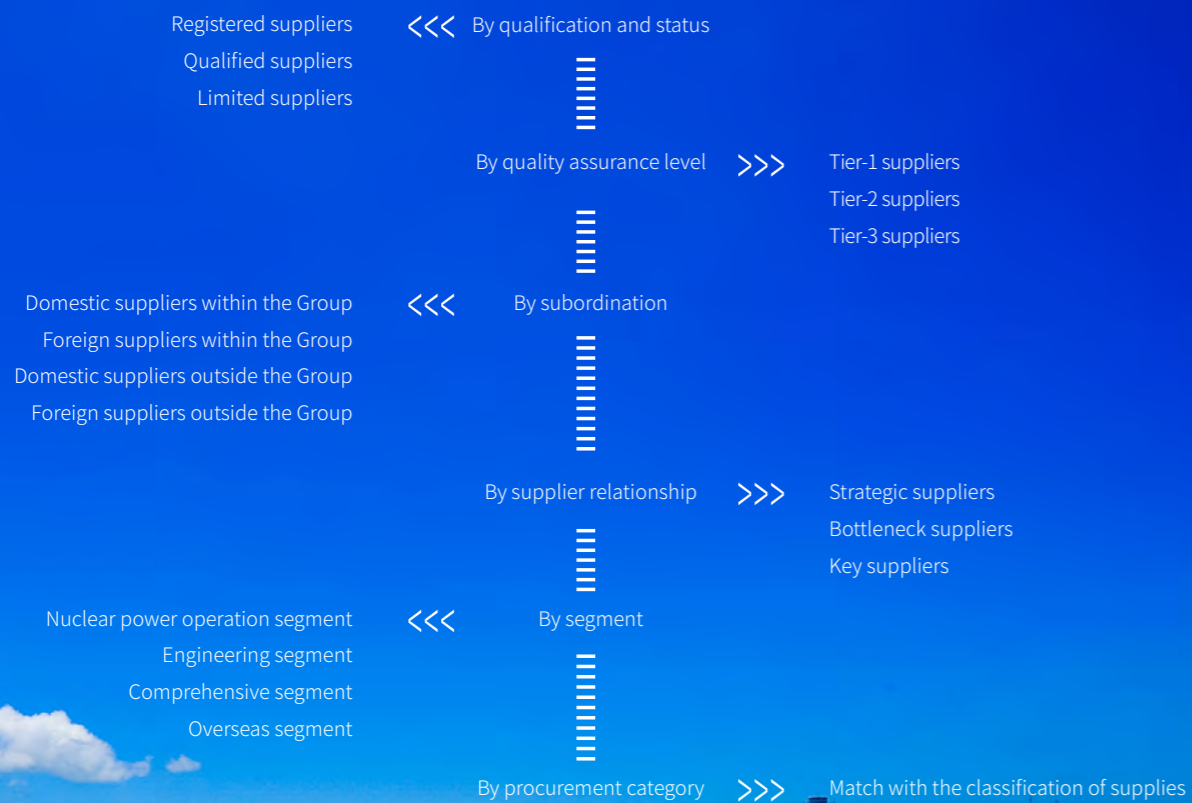 By qualification and status
Registered suppliers
Qualified suppliers
Limited suppliers
By quality assurance level
Tier-1 suppliers
Tier-2 suppliers
Tier-3 suppliers
By subordination
Domestic suppliers within the Group
Foreign suppliers within the Group
Domestic suppliers outside the Group
Foreign suppliers outside the Group
By supplier relationship
Strategic suppliers
Bottleneck suppliers
Key suppliers
By segment
Nuclear power operation segment
Engineering segment
Comprehensive segment
Overseas segment
By procurement category
Match with the classification of supplies